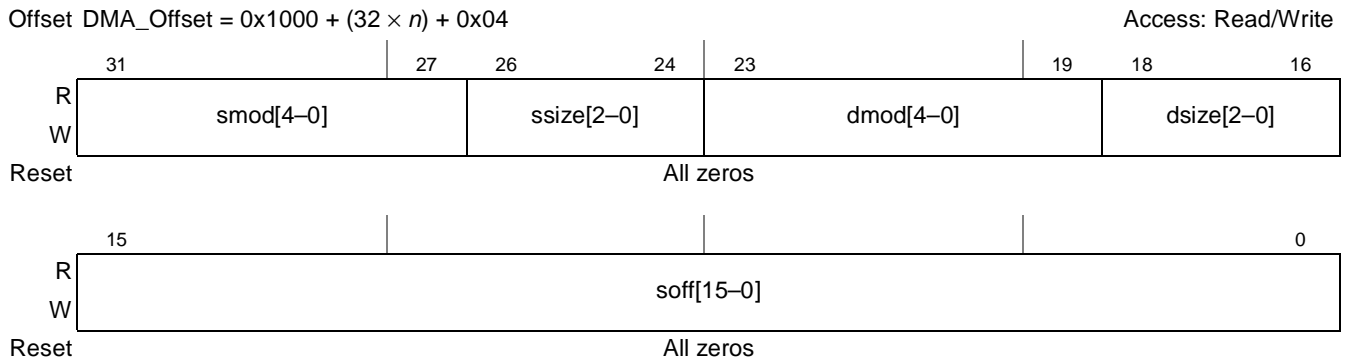 Offset DMA_Offset = 0x1000 + (32 × n) + 0x04 Access: Read/Write
31 27 26 24 23 19 18 16
R
smod[4–0] ssize[2–0] dmod[4–0] dsize[2–0]
W
Reset All zeros
15 0
R
soff[15–0]
W
Reset All zeros